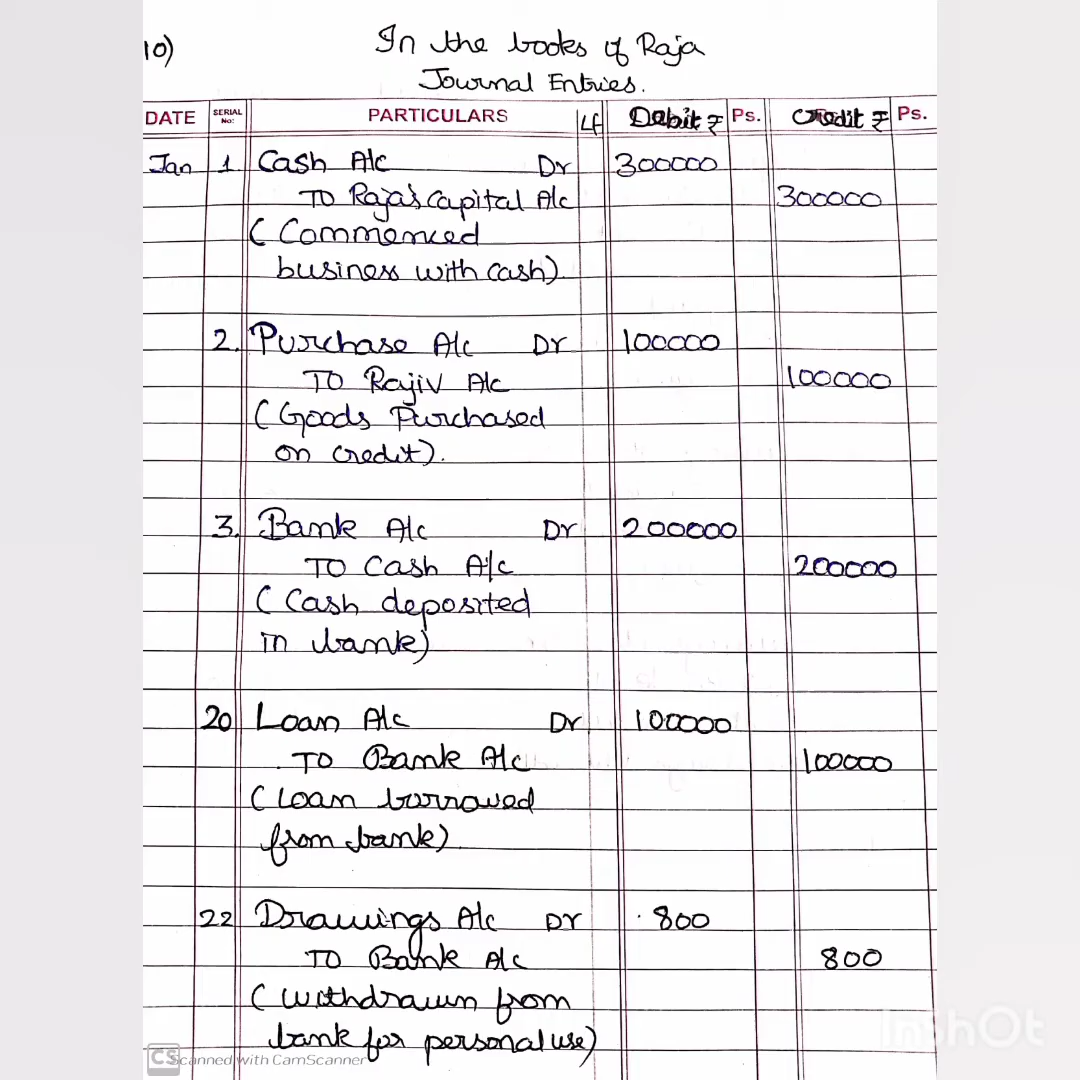 10)
In the books of Raja
Journal Entries.
DATE SERIAL No: PARTICULARS LF Debit ₹ Ps. Credit ₹ Ps.
Jan 1 Cash A/c Dr 300000
To Raja's Capital A/c 300000
(Commenced
business with cash)
2. Purchase A/c Dr 100000
To Rajiv A/c 100000
(Goods Purchased
on credit).
3. Bank A/c Dr 200000
To Cash A/c 200000
(Cash deposited
in bank)
20 Loan A/c Dr 100000
To Bank A/c 100000
(Loan borrowed
from bank)
22 Drawings A/c Dr 800
To Bank A/c 800
(Withdrawn from
bank for personal use)
CS Scanned with CamScanner
InShOt